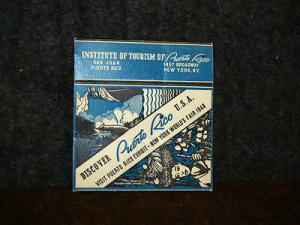 INSTITUTE OF TOURISM OF Puerto Rico
SAN JUAN
PUERTO RICO
1457 BROADWAY
NEW YORK, N.Y.
DISCOVER Puerto Rico U.S.A.
VISIT PUERTO RICO EXHIBIT - NEW YORK WORLD'S FAIR 1940